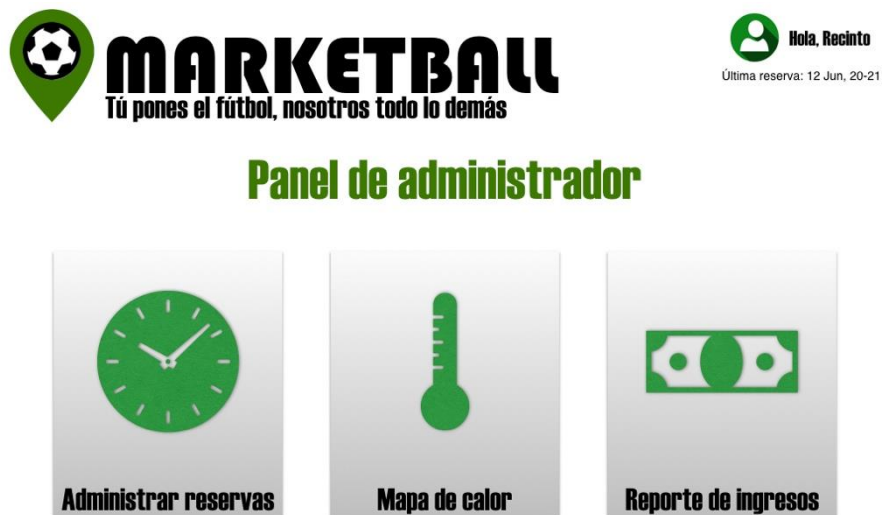 MARKETBALL
Tú pones el fútbol, nosotros todo lo demás
Hola, Recinto
Última reserva: 12 Jun, 20-21
Panel de administrador
Administrar reservas
Mapa de calor
Reporte de ingresos